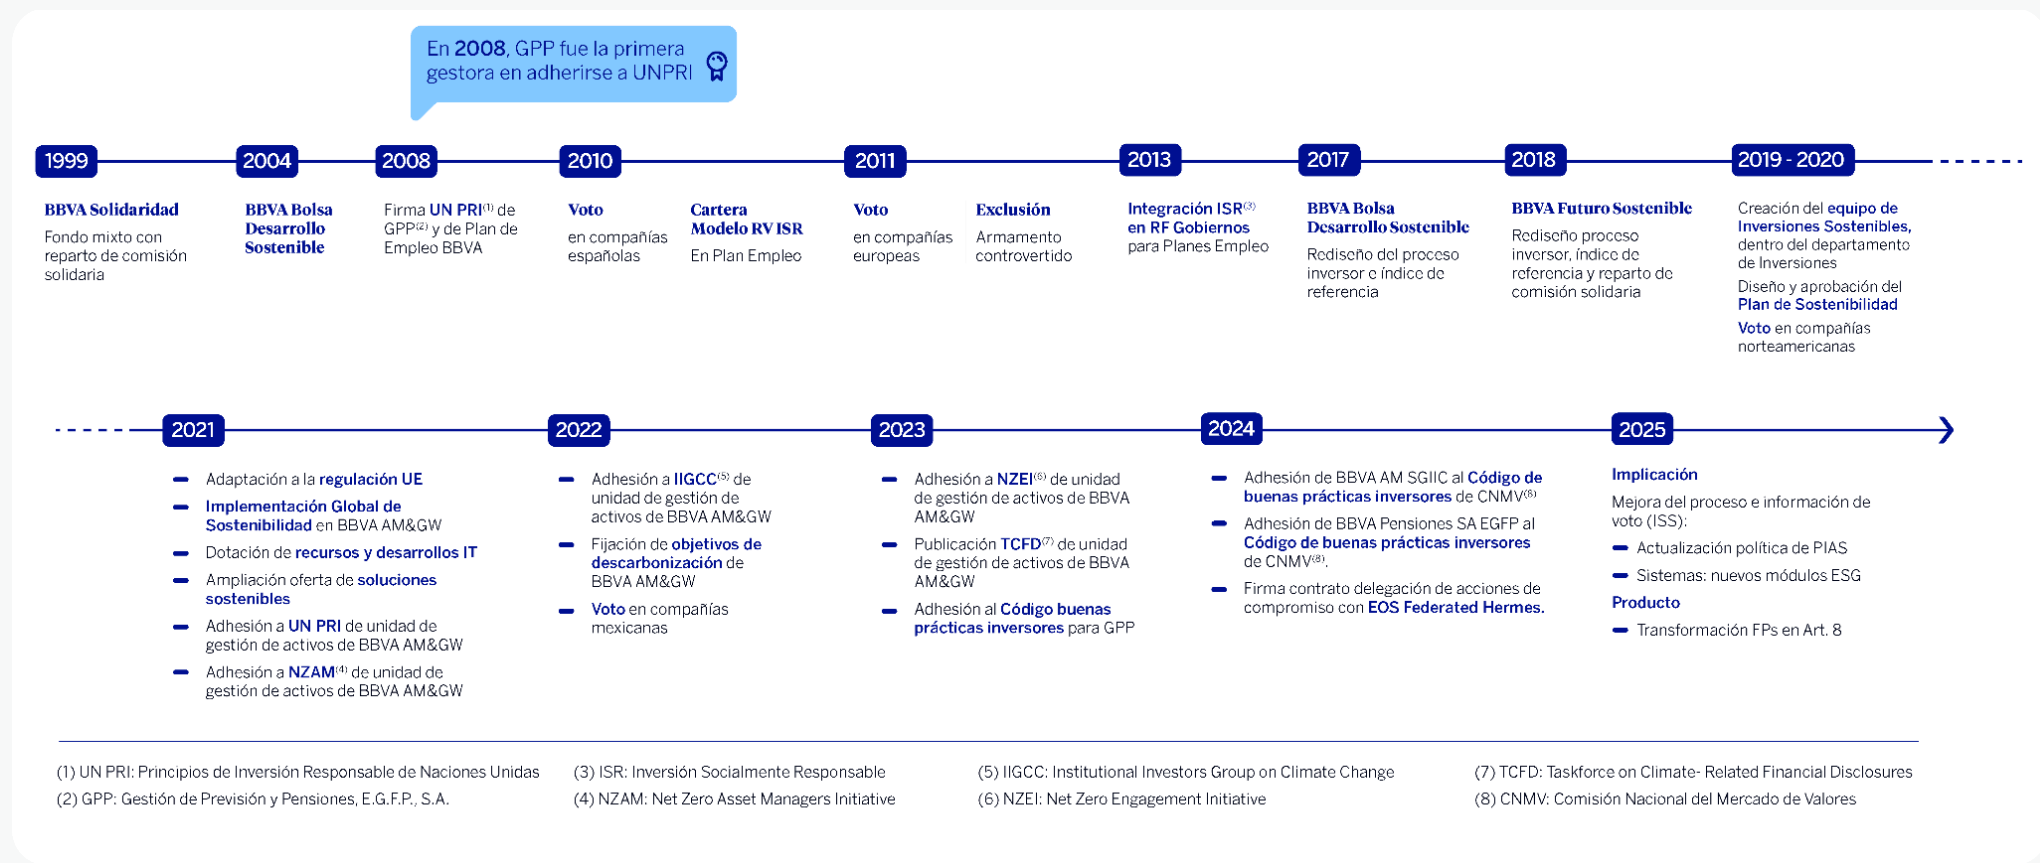 En 2008, GPP fue la primera
gestora en adherirse a UNPRI
1999
BBVA Solidaridad
Fondo mixto con
reparto de comisión
solidaria
2004
BBVA Bolsa
Desarrollo
Sostenible
2008
Firma UN PRI(1) de
GPP(2) y de Plan de
Empleo BBVA
2010
Voto
en compañías
españolas
Cartera
Modelo RV ISR
En Plan Empleo
2011
Voto
en compañías
europeas
Exclusión
Armamento
controvertido
2013
Integración ISR(3)
en RF Gobiernos
para Planes Empleo
2017
BBVA Bolsa
Desarrollo Sostenible
Rediseño del proceso
inversor e índice de
referencia
2018
BBVA Futuro Sostenible
Rediseño proceso
inversor, índice de
referencia y reparto de
comisión solidaria
2019 - 2020
Creación del equipo de
Inversiones Sostenibles,
dentro del departamento
de Inversiones
Diseño y aprobación del
Plan de Sostenibilidad
Voto en compañías
norteamericanas
2021
Adaptación a la regulación UE
Implementación Global de
Sostenibilidad en BBVA AM&GW
Dotación de recursos y desarrollos IT
Ampliación oferta de soluciones
sostenibles
Adhesión a UN PRI de unidad de
gestión de activos de BBVA AM&GW
Adhesión a NZAM(4) de unidad de
gestión de activos de BBVA AM&GW
2022
Adhesión a IIGCC(5) de
unidad de gestión de
activos de BBVA AM&GW
Fijación de objetivos de
descarbonización de
BBVA AM&GW
Voto en compañías
mexicanas
2023
Adhesión a NZEI(6) de unidad
de gestión de activos de BBVA
AM&GW
Publicación TCFD(7) de unidad
de gestión de activos de BBVA
AM&GW
Adhesión al Código buenas
prácticas inversores para GPP
2024
Adhesión de BBVA AM SGIIC al Código de
buenas prácticas inversores de CNMV(8)
Adhesión de BBVA Pensiones SA EGFP al
Código de buenas prácticas inversores
de CNMV(8).
Firma contrato delegación de acciones de
compromiso con EOS Federated Hermes.
2025
Implicación
Mejora del proceso e información de
voto (ISS):
Actualización política de PIAS
Sistemas: nuevos módulos ESG
Producto
Transformación FPs en Art. 8
(1) UN PRI: Principios de Inversión Responsable de Naciones Unidas
(2) GPP: Gestión de Previsión y Pensiones, E.G.F.P., S.A.
(3) ISR: Inversión Socialmente Responsable
(4) NZAM: Net Zero Asset Managers Initiative
(5) IIGCC: Institutional Investors Group on Climate Change
(6) NZEI: Net Zero Engagement Initiative
(7) TCFD: Taskforce on Climate- Related Financial Disclosures
(8) CNMV: Comisión Nacional del Mercado de Valores